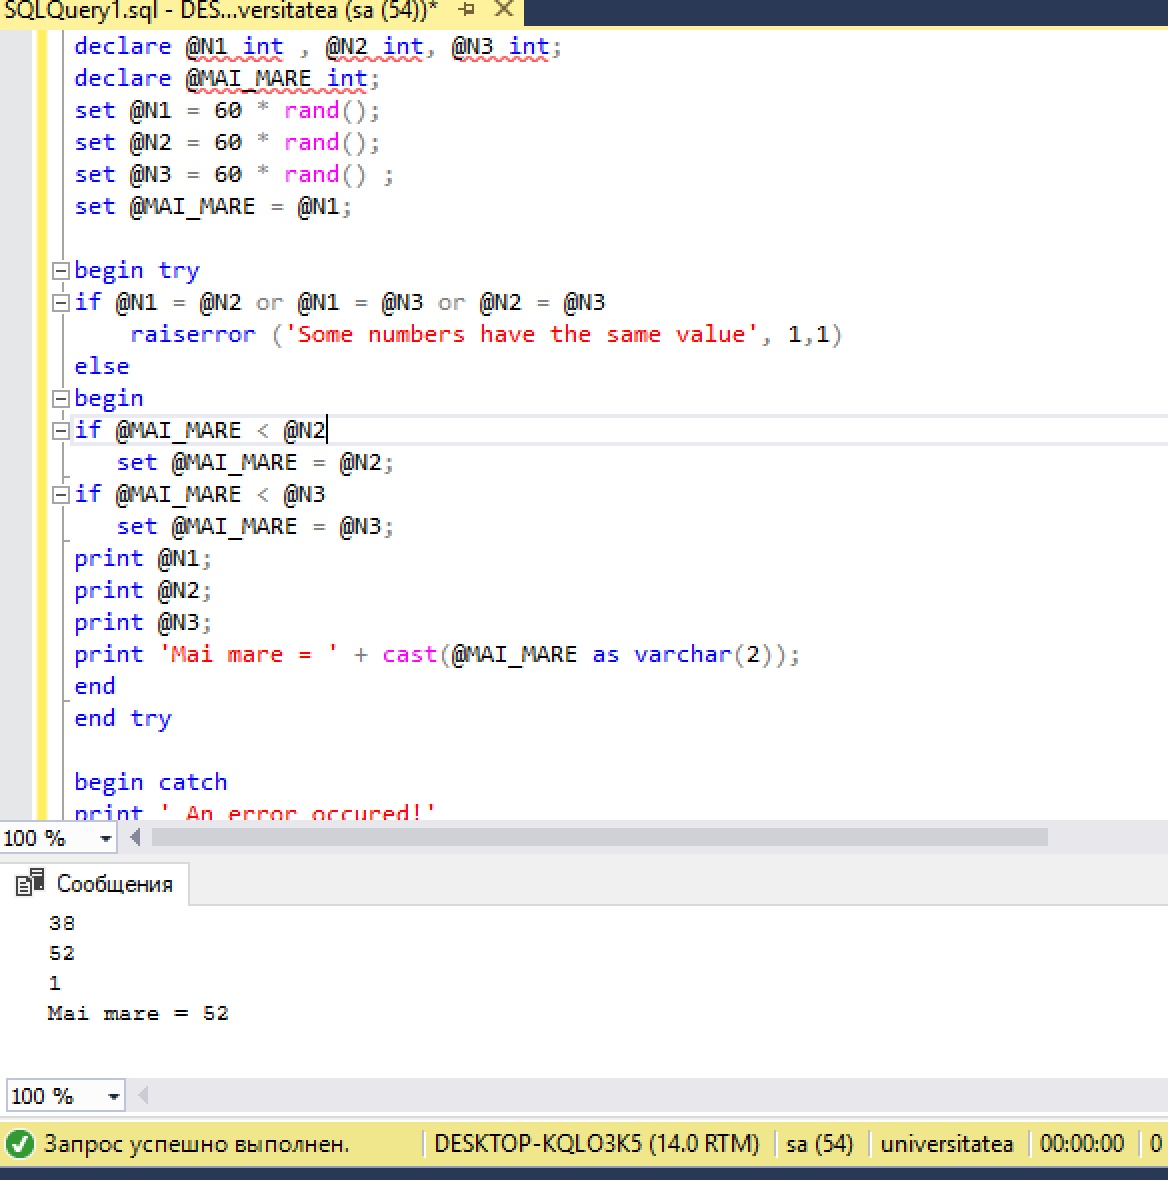 SQLQuery1.sql - DES...versitatea (sa (54))*
declare @N1 int , @N2 int, @N3 int;
declare @MAI_MARE int;
set @N1 = 60 * rand();
set @N2 = 60 * rand();
set @N3 = 60 * rand() ;
set @MAI_MARE = @N1;
begin try
if @N1 = @N2 or @N1 = @N3 or @N2 = @N3
raiserror ('Some numbers have the same value', 1,1)
else
begin
if @MAI_MARE < @N2
set @MAI_MARE = @N2;
if @MAI_MARE < @N3
set @MAI_MARE = @N3;
print @N1;
print @N2;
print @N3;
print 'Mai mare = ' + cast(@MAI_MARE as varchar(2));
end
end try
begin catch
print ' An error occured!'
100 %
Сообщения
38
52
1
Mai mare = 52
100 %
Запрос успешно выполнен. DESKTOP-KQLO3K5 (14.0 RTM) sa (54) universitatea 00:00:00 0